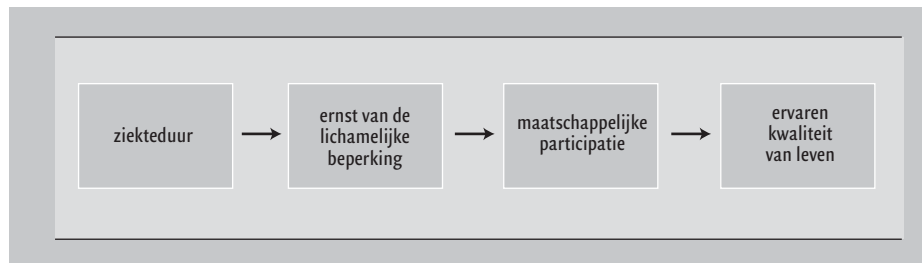 ziekteduur
ernst van de
lichamelijke
beperking
maatschappelijke
participatie
ervaren
kwaliteit
van leven